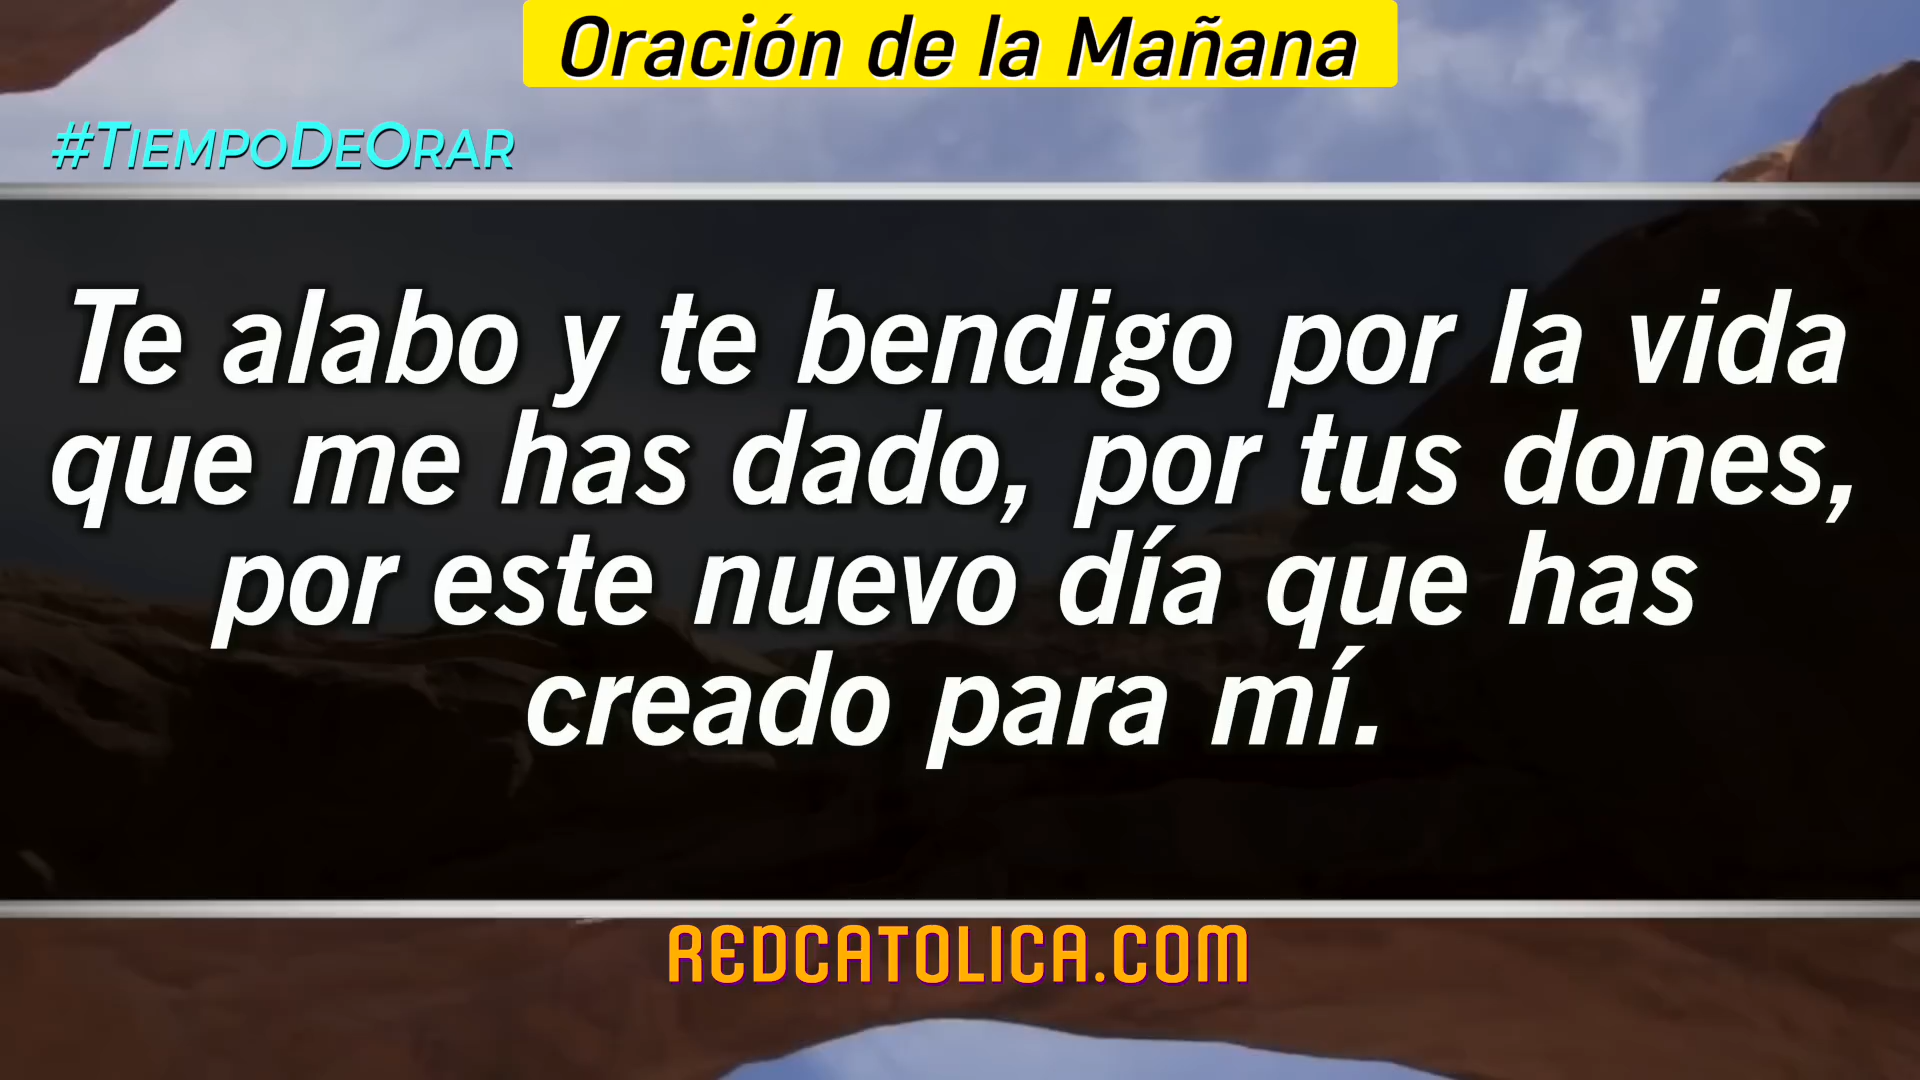 Oración de la Mañana
#TIEMPODEORAR
Te alabo y te bendigo por la vida
que me has dado, por tus dones,
por este nuevo día que has
creado para mí.
REDCATOLICA.COM